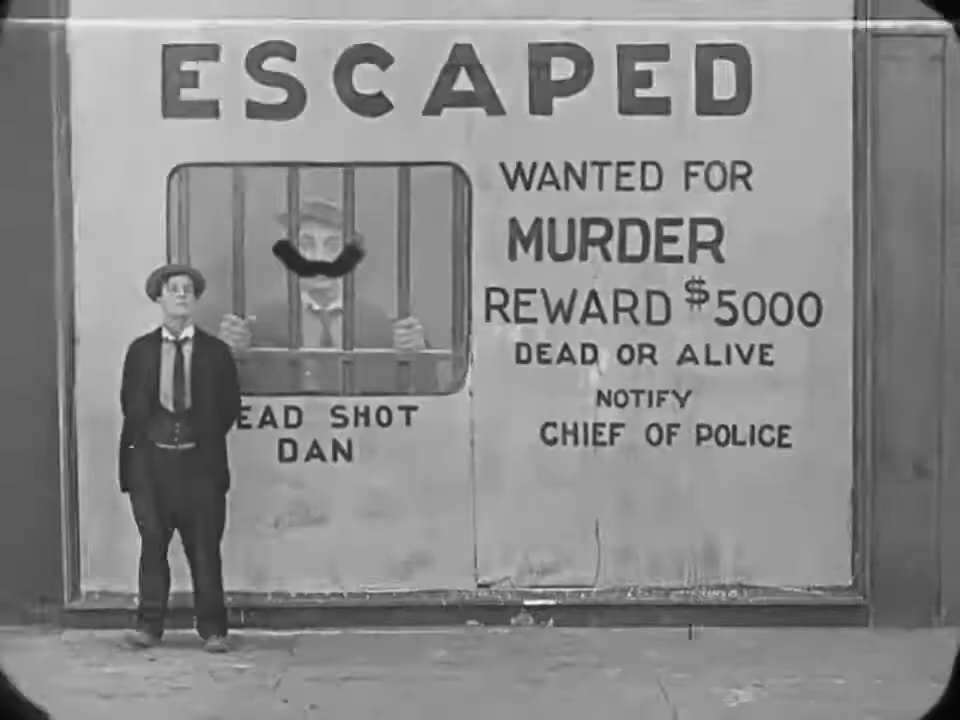 ESCAPED
WANTED FOR
MURDER
REWARD $5000
DEAD OR ALIVE
NOTIFY
CHIEF OF POLICE
EAD SHOT
DAN